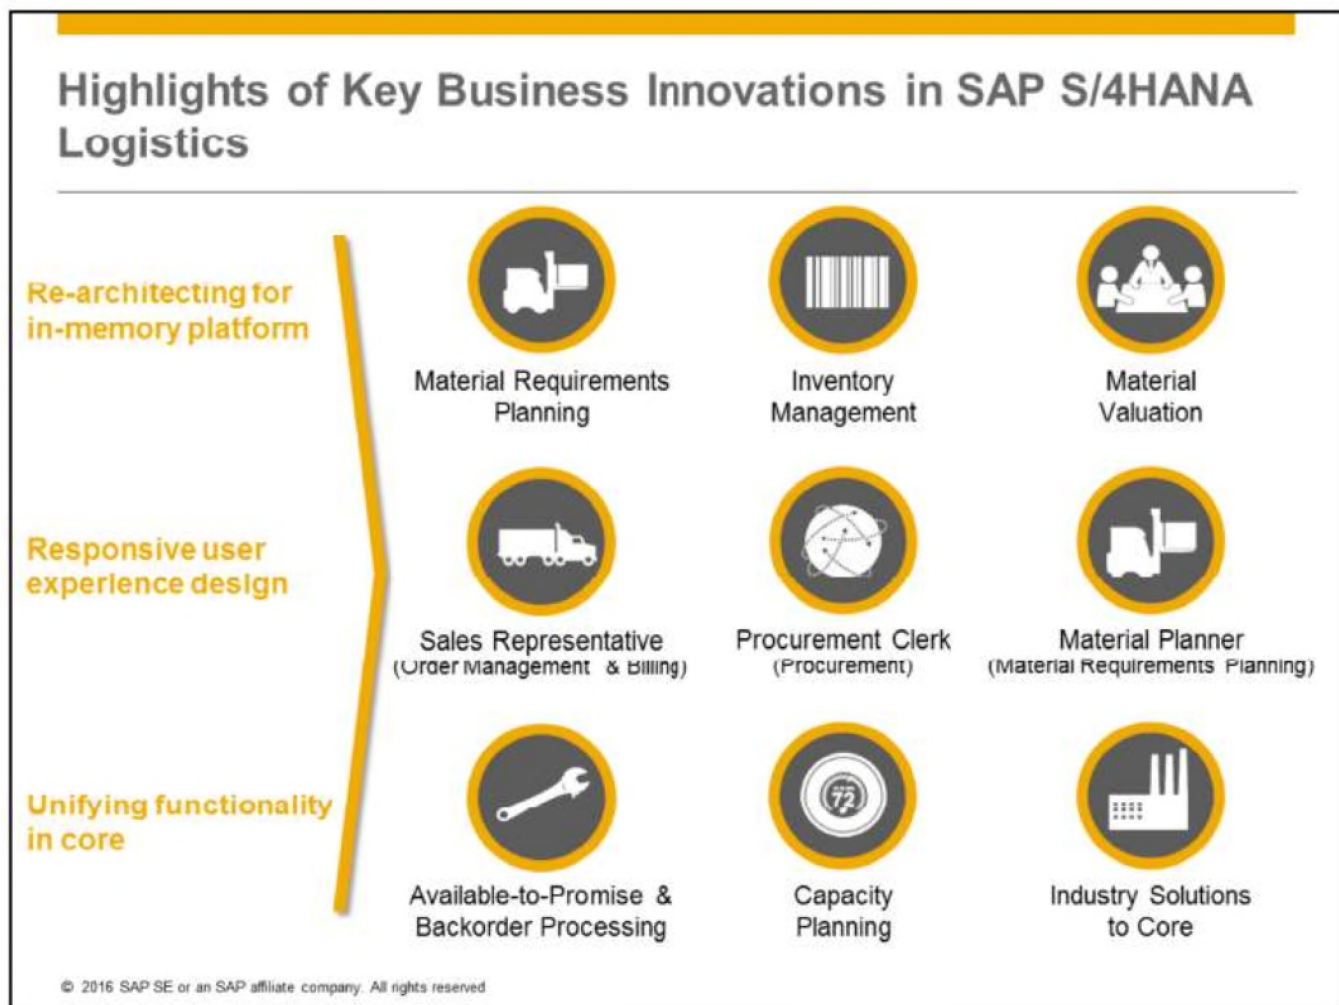 Highlights of Key Business Innovations in SAP S/4HANA
Logistics
Re-architecting for
in-memory platform
Material Requirements
Planning
Inventory
Management
Material
Valuation
Responsive user
experience design
Sales Representative
(Order Management & Billing)
Procurement Clerk
(Procurement)
Material Planner
(Material Requirements Planning)
Unifying functionality
in core
72
Available-to-Promise &
Backorder Processing
Capacity
Planning
Industry Solutions
to Core
© 2016 SAP SE or an SAP affiliate company. All rights reserved